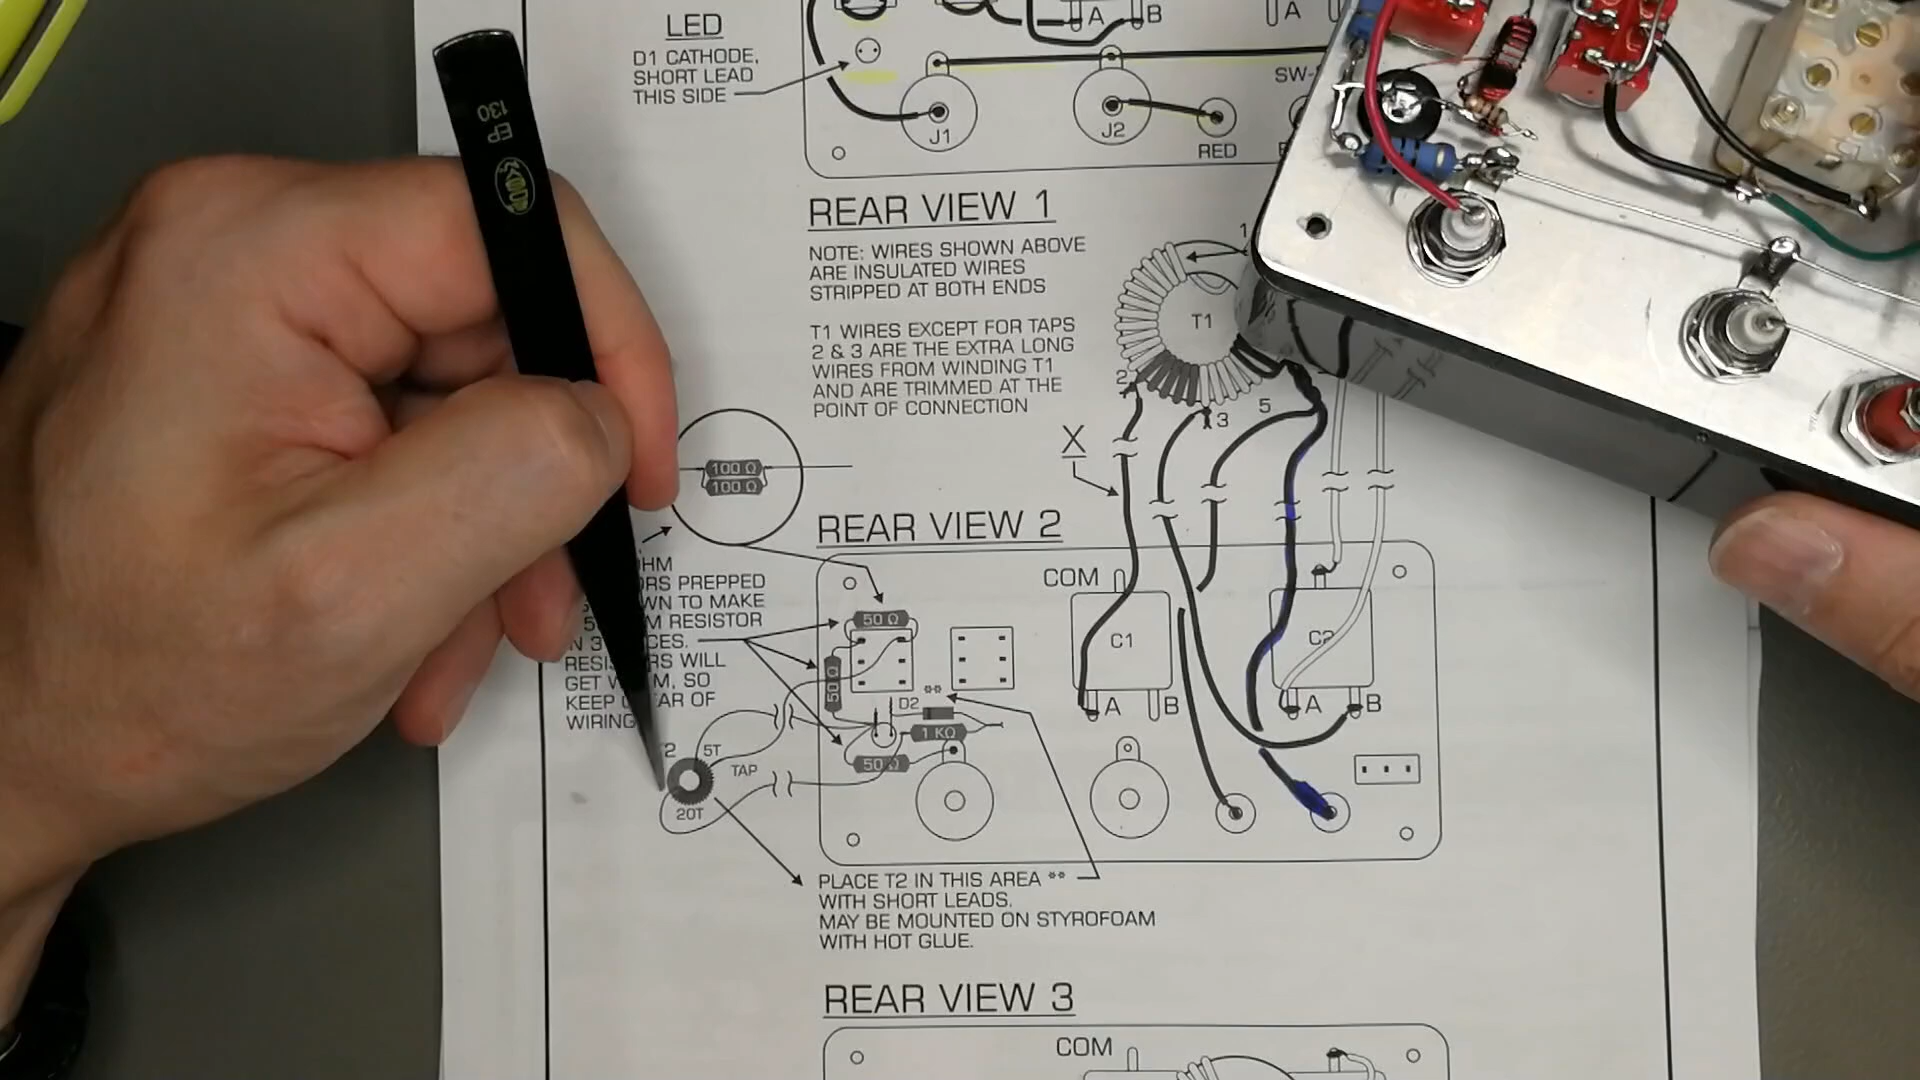 LED
D1 CATHODE,
SHORT LEAD
THIS SIDE
A
B
A
SW-
J1
J2
RED
EP
130
REAR VIEW 1
NOTE: WIRES SHOWN ABOVE
ARE INSULATED WIRES
STRIPPED AT BOTH ENDS
T1 WIRES EXCEPT FOR TAPS
2 & 3 ARE THE EXTRA LONG
WIRES FROM WINDING T1
AND ARE TRIMMED AT THE
POINT OF CONNECTION
1
T1
2
3
5
X
100 Ω
100 Ω
REAR VIEW 2
HM
ORS PREPPED
WN TO MAKE
M RESISTOR
CES.
RS WILL
GET W M, SO
KEEP AR OF
WIRING
COM
50 Ω
50 Ω
C1
C2
**
D2
A
B
A
B
1 KΩ
50 Ω
2
5T
TAP
20T
PLACE T2 IN THIS AREA **
WITH SHORT LEADS.
MAY BE MOUNTED ON STYROFOAM
WITH HOT GLUE.
REAR VIEW 3
COM